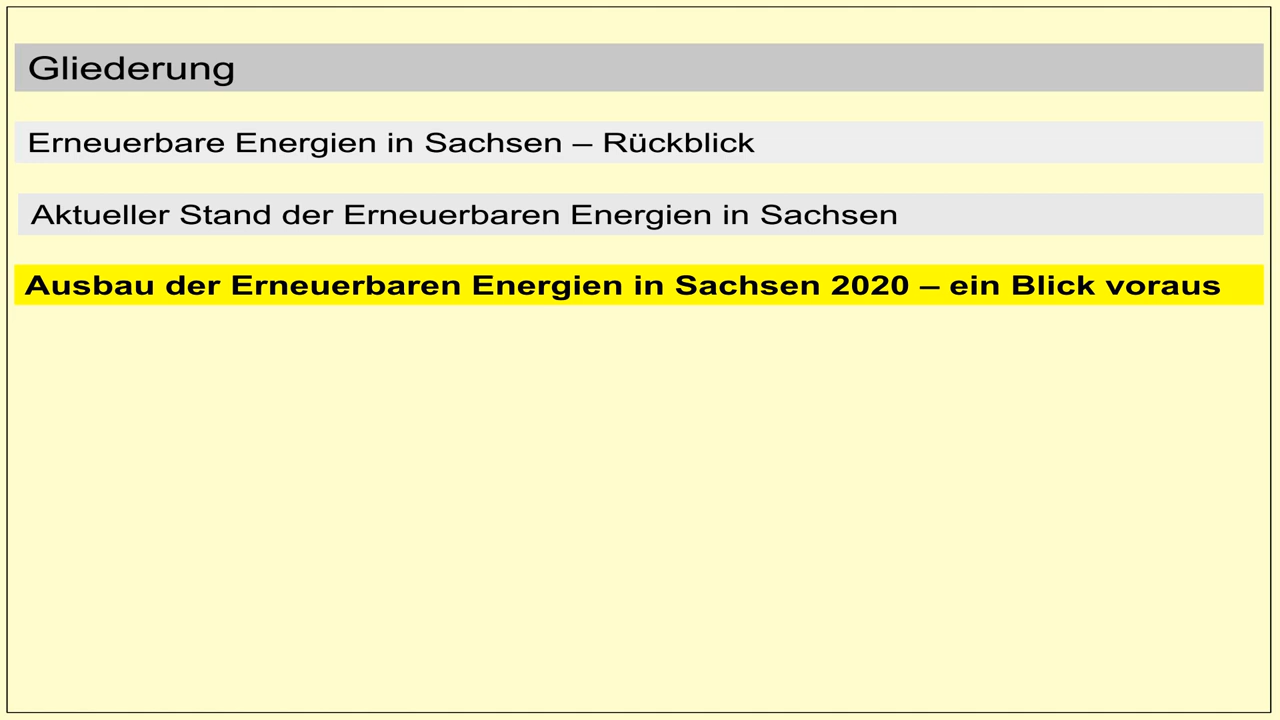 Gliederung
Erneuerbare Energien in Sachsen – Rückblick
Aktueller Stand der Erneuerbaren Energien in Sachsen
Ausbau der Erneuerbaren Energien in Sachsen 2020 – ein Blick voraus